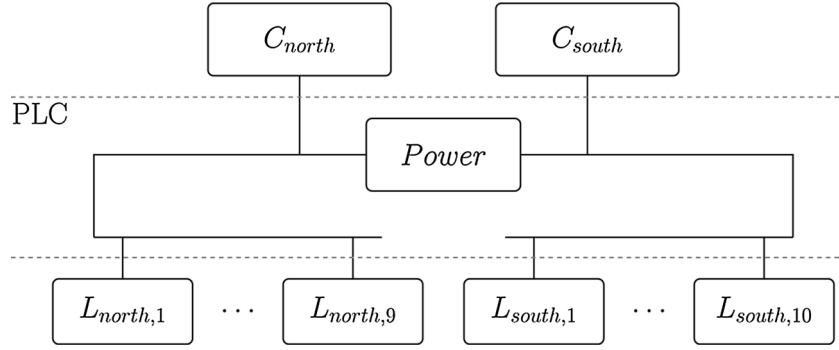 C_north C_south
PLC
Power
L_north,1 ... L_north,9 L_south,1 ... L_south,10